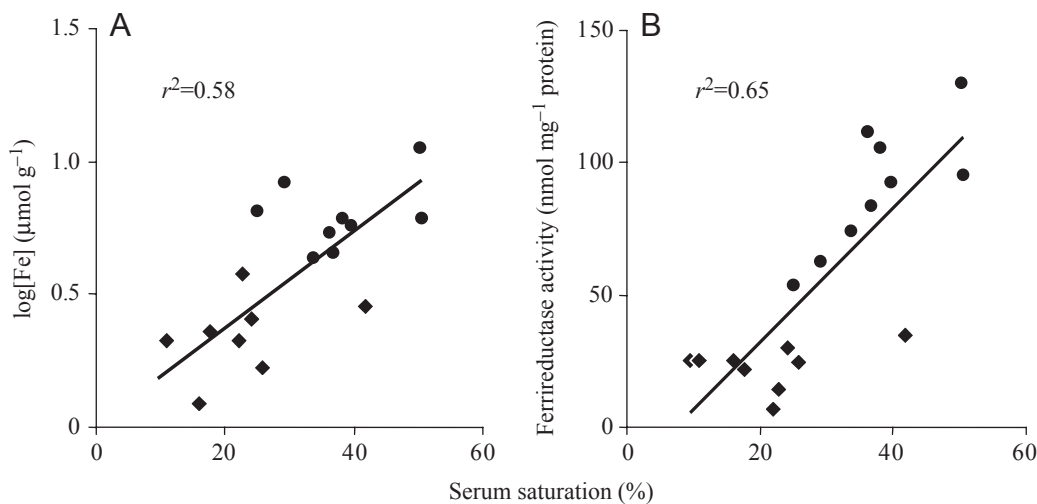 A
1.5
1.0
0.5
0
0
20
40
60
log[Fe] (µmol g⁻¹)
r²=0.58
B
150
100
50
0
0
20
40
60
Ferrireductase activity (nmol mg⁻¹ protein)
r²=0.65
Serum saturation (%)